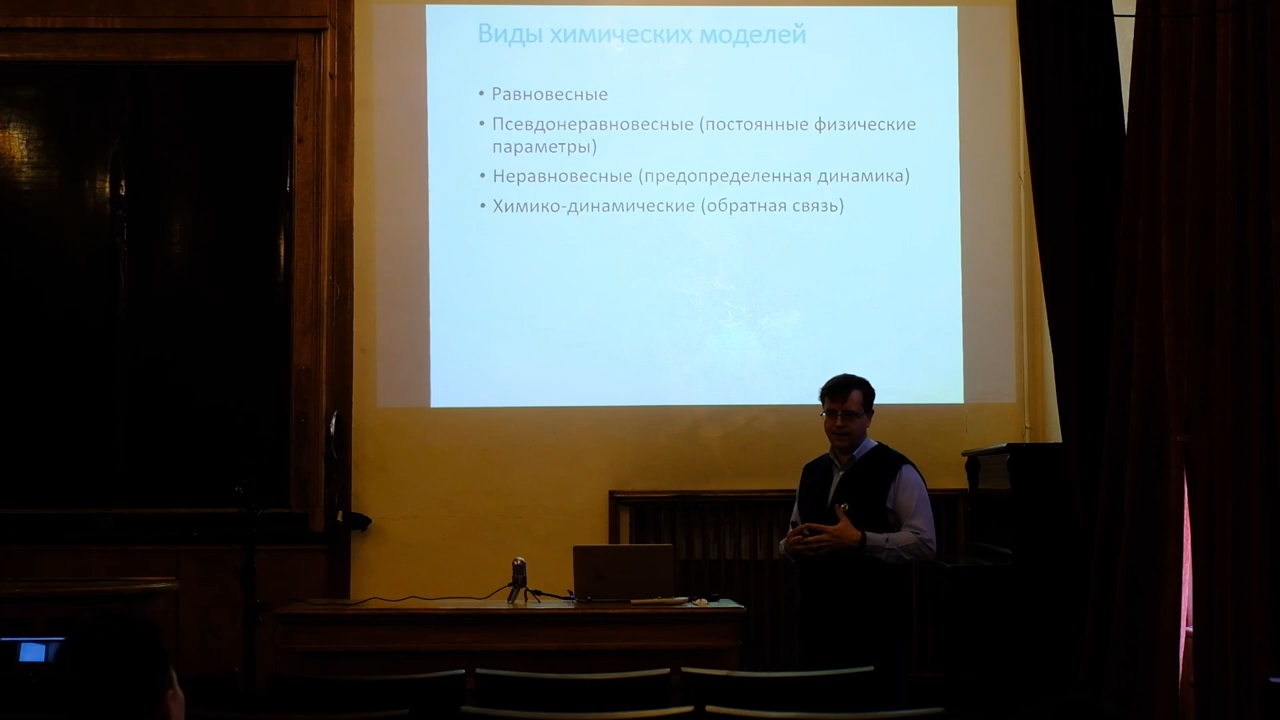 Виды химических моделей
• Равновесные
• Псевдонеравновесные (постоянные физические
параметры)
• Неравновесные (предопределенная динамика)
• Химико-динамические (обратная связь)